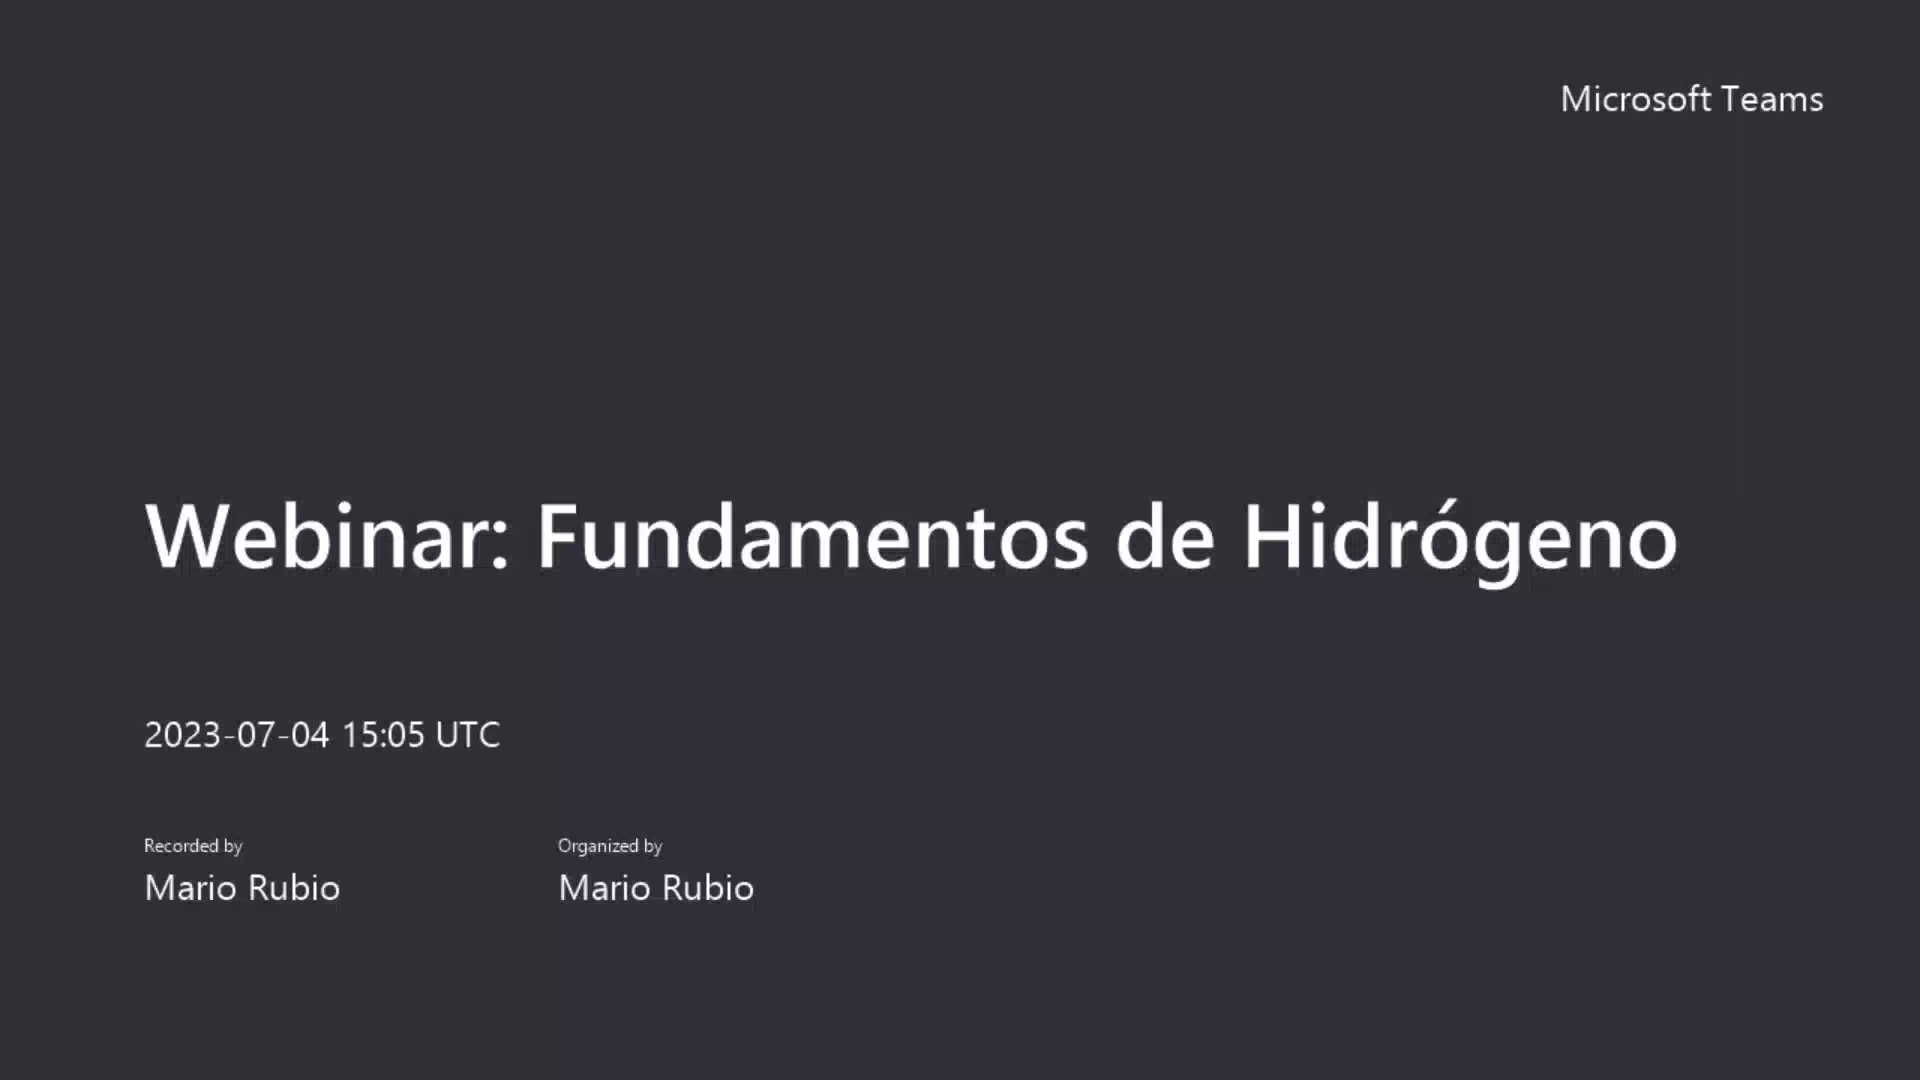 Microsoft Teams
Webinar: Fundamentos de Hidrógeno
2023-07-04 15:05 UTC
Recorded by
Mario Rubio
Organized by
Mario Rubio